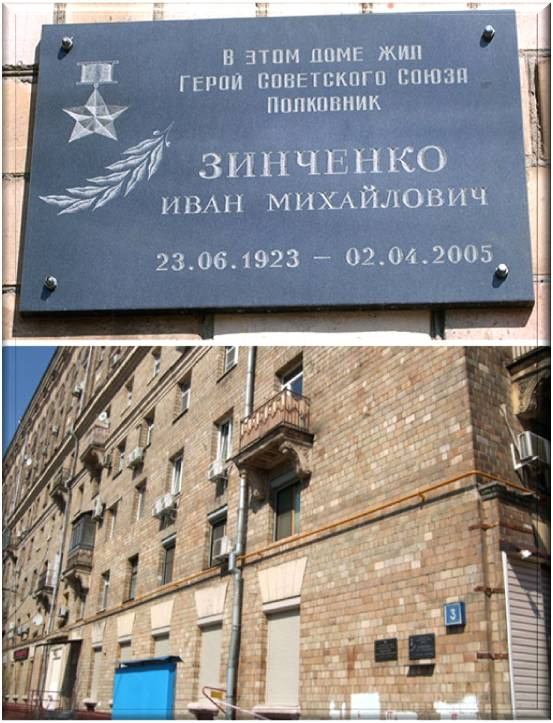 В ЭТОМ ДОМЕ ЖИЛ
ГЕРОЙ СОВЕТСКОГО СОЮЗА
ПОЛКОВНИК
ЗИНЧЕНКО
ИВАН МИХАЙЛОВИЧ
23.06.1923 – 02.04.2005
3